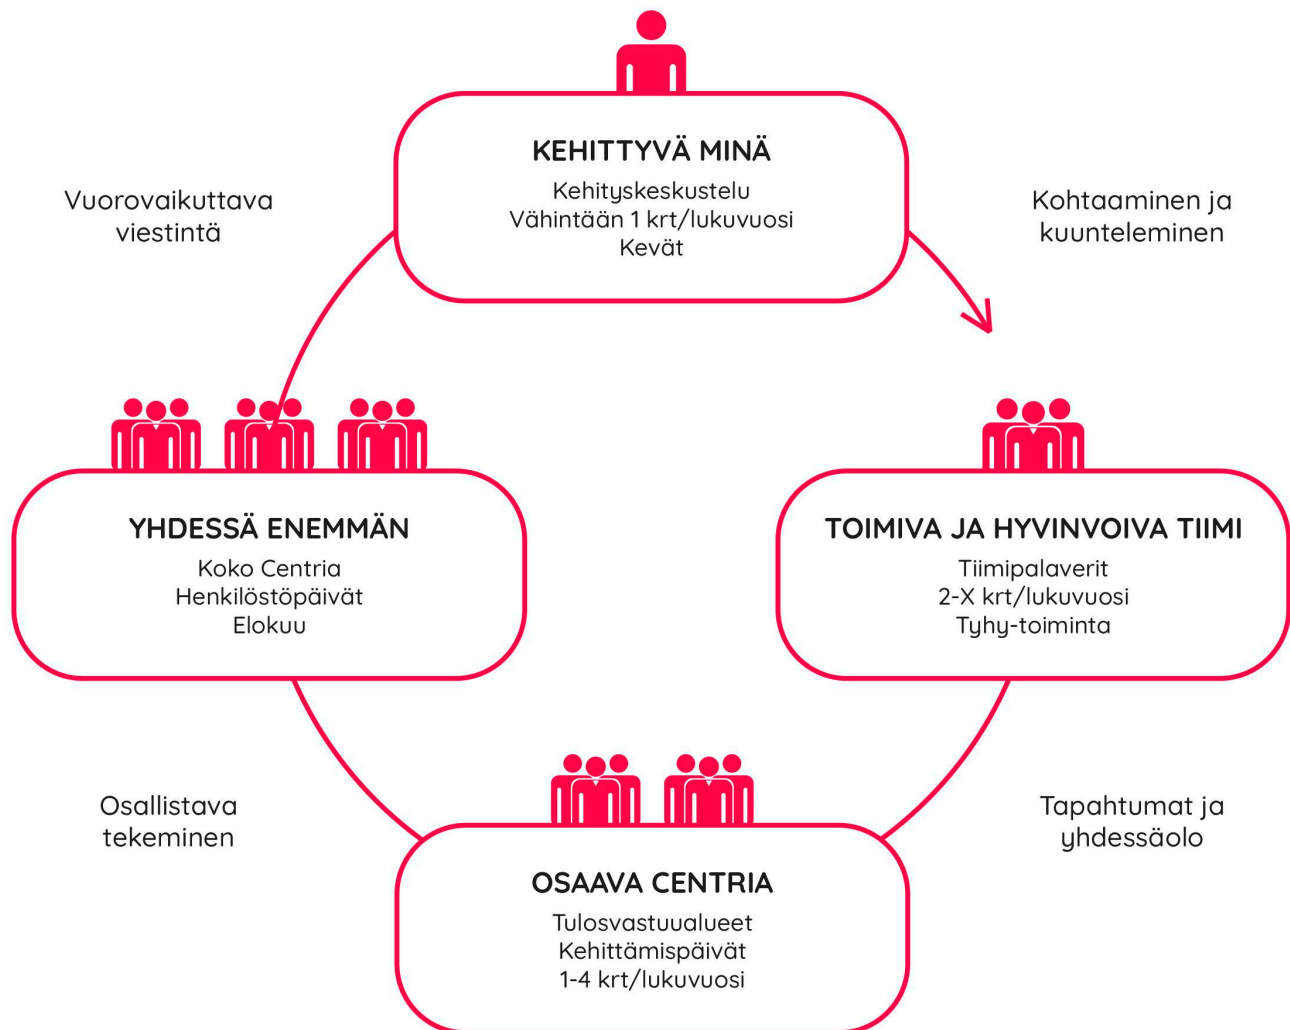 KEHITTYVÄ MINÄ
Kehityskeskustelu
Vähintään 1 krt/lukuvuosi
Kevät
Vuorovaikuttava
viestintä
Kohtaaminen ja
kuunteleminen
YHDESSÄ ENEMMÄN
Koko Centria
Henkilöstöpäivät
Elokuu
TOIMIVA JA HYVINVOIVA TIIMI
Tiimipalaverit
2-X krt/lukuvuosi
Tyhy-toiminta
Osallistava
tekeminen
Tapahtumat ja
yhdessäolo
OSAAVA CENTRIA
Tulosvastuualueet
Kehittämispäivät
1-4 krt/lukuvuosi